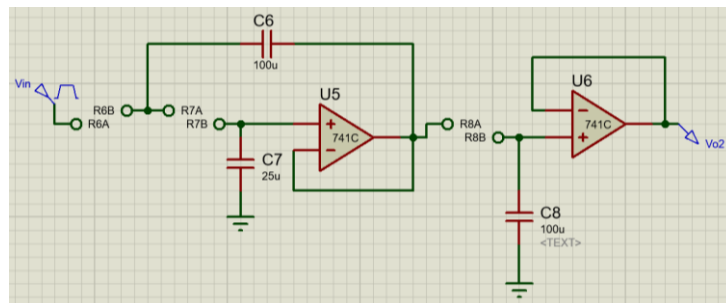 C6
100u
Vin
R6B
R7A
R6A
R7B
U5
741C
C7
25u
R8A
R8B
U6
741C
Vo2
C8
100u
<TEXT>